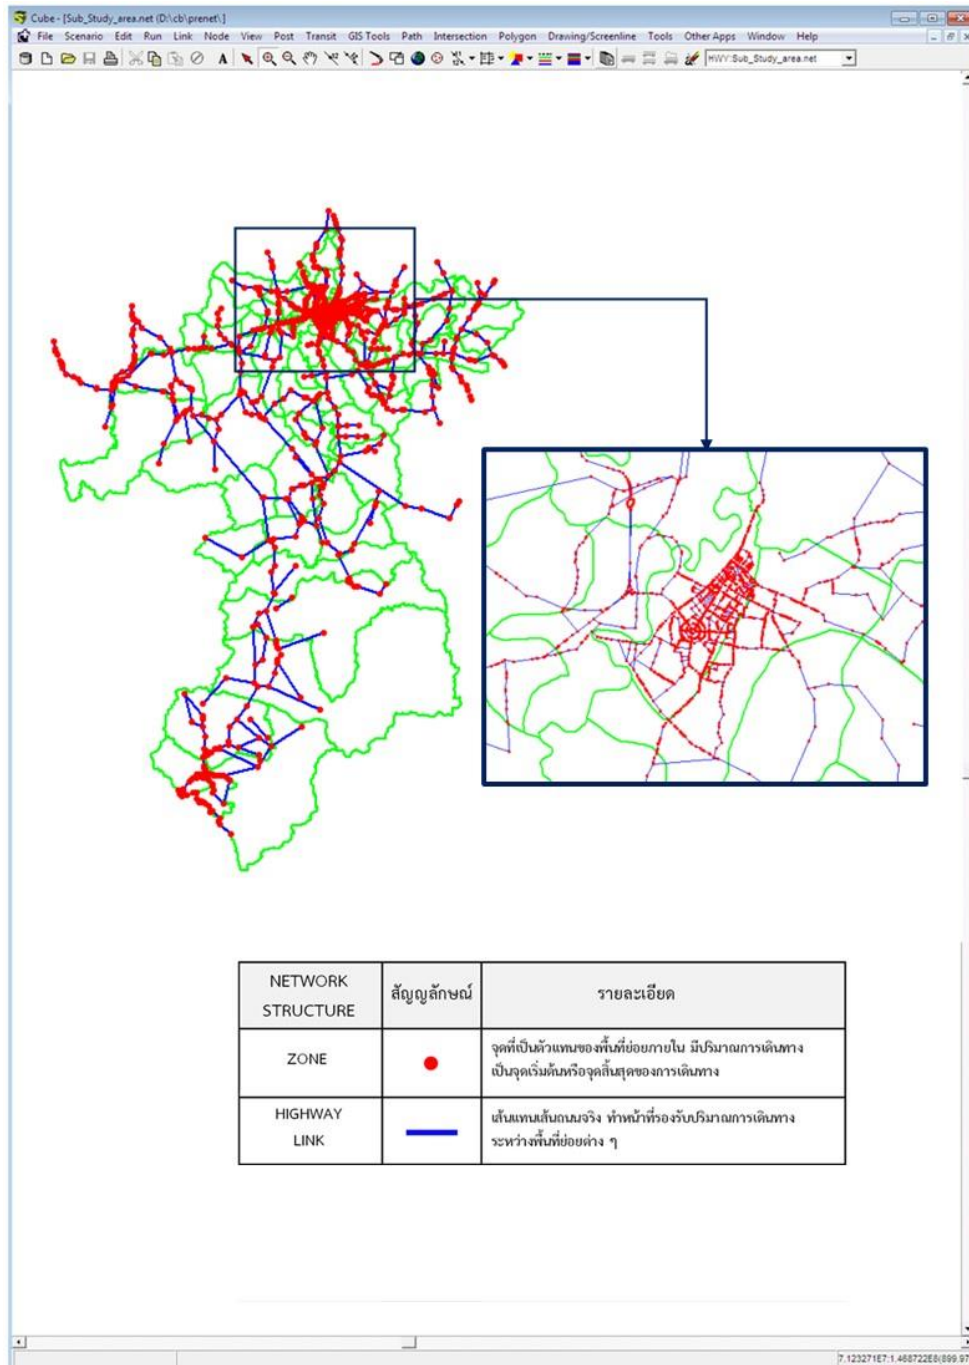 Cube - [Sub_Study_area.net (D:\cb\prenet\)]
File Scenario Edit Run Link Node View Post Transit GIS Tools Path Intersection Polygon Drawing/Screenline Tools Other Apps Window Help
HWY:Sub_Study_area.net
NETWORK STRUCTURE
สัญญลักษณ์
รายละเอียด
ZONE
จุดที่เป็นตัวแทนของพื้นที่ย่อยภายใน มีปริมาณการเดินทาง
เป็นจุดเริ่มต้นหรือจุดสิ้นสุดของการเดินทาง
HIGHWAY LINK
เส้นแทนเส้นถนนจริง ทำหน้าที่รองรับปริมาณการเดินทาง
ระหว่างพื้นที่ย่อยต่าง ๆ
7.123271E7:1.468722E8(899.97